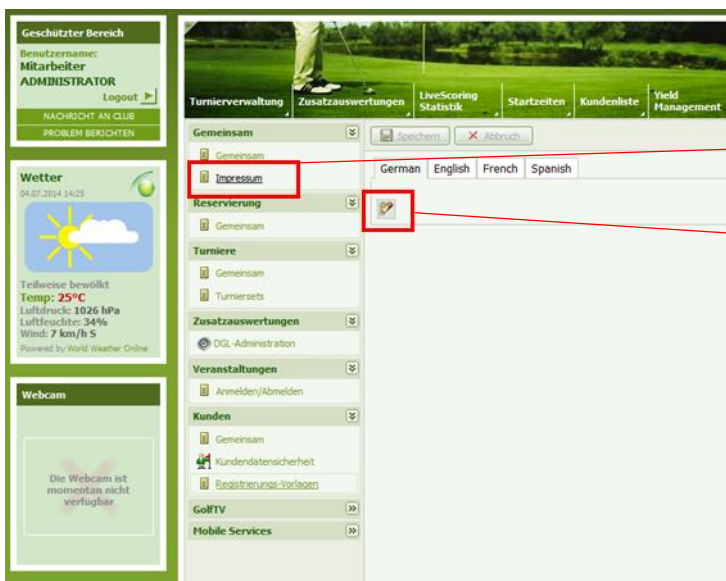 Geschützter Bereich
Benutzername:
Mitarbeiter
ADMINISTRATOR
Logout
NACHRICHT AN CLUB
PROBLEM BERICHTEN
Wetter
04.07.2014 14:25
Teilweise bewölkt
Temp: 25°C
Luftdruck: 1026 hPa
Luftfeuchte: 34%
Wind: 7 km/h S
Powered by World Weather Online
Webcam
Die Webcam ist
momentan nicht
verfügbar
Turnierverwaltung
Zusatzauswertungen
LiveScoring
Statistik
Startzeiten
Kundenliste
Yield
Management
Gemeinsam
Gemeinsam
Impressum
Reservierung
Gemeinsam
Turniere
Gemeinsam
Turniersets
Zusatzauswertungen
DGL-Administration
Veranstaltungen
Anmelden/Abmelden
Kunden
Gemeinsam
Kundendatensicherheit
Registrierungs-Vorlagen
GolfTV
Mobile Services
Speichern
Abbruch
German
English
French
Spanish